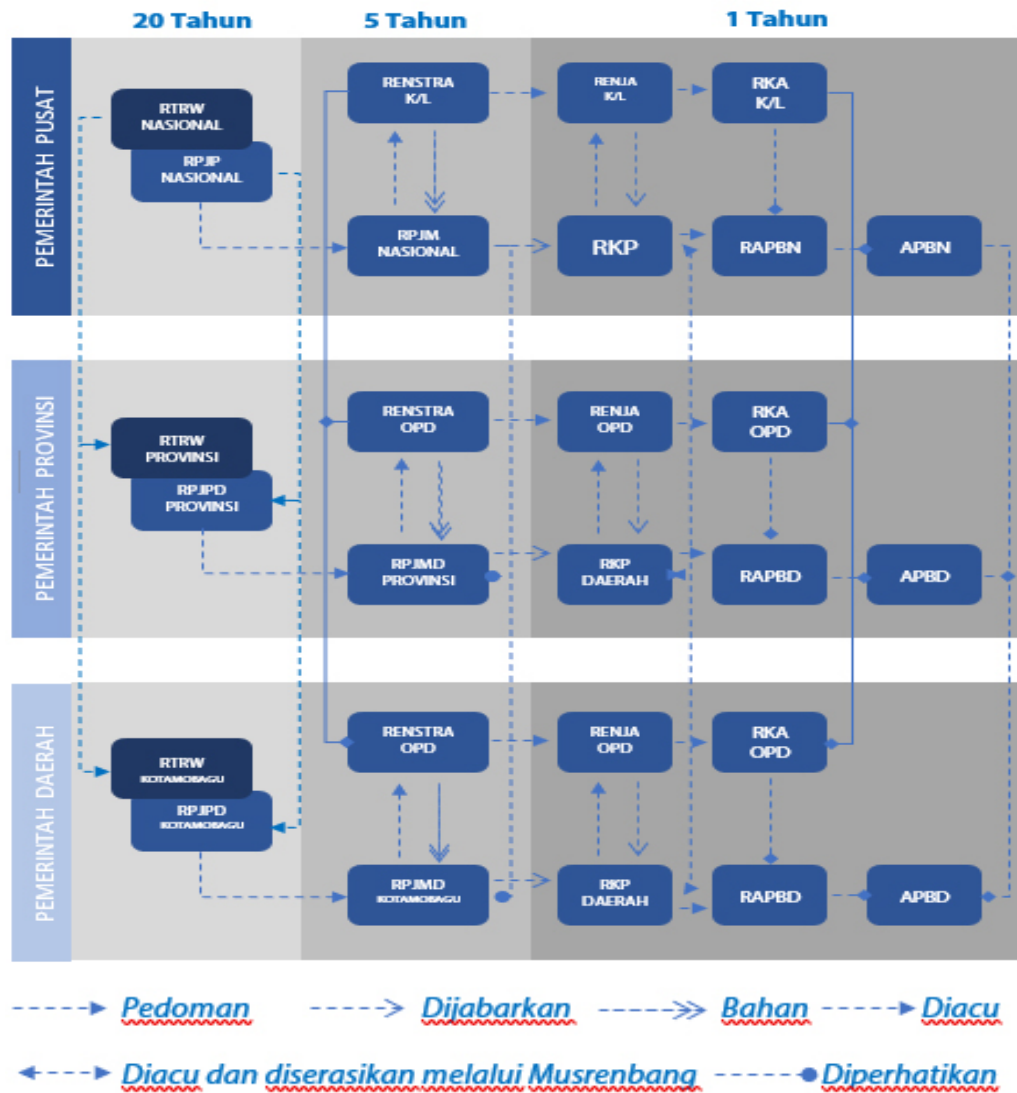 20 Tahun
5 Tahun
1 Tahun
PEMERINTAH PUSAT
RTRW
NASIONAL
RPJP
NASIONAL
RENSTRA
K/L
RPJM
NASIONAL
RENJA
K/L
RKP
RKA
K/L
RAPBN
APBN
PEMERINTAH PROVINSI
RTRW
PROVINSI
RPJPD
PROVINSI
RENSTRA
OPD
RPJMD
PROVINSI
RENJA
OPD
RKP
DAERAH
RKA
OPD
RAPBD
APBD
PEMERINTAH DAERAH
RTRW
KOTAMOBAGU
RPJPD
KOTAMOBAGU
RENSTRA
OPD
RPJMD
KOTAMOBAGU
RENJA
OPD
RKP
DAERAH
RKA
OPD
RAPBD
APBD
Pedoman
Dijabarkan
Bahan
Diacu
Diacu dan diserasikan melalui Musrenbang
Diperhatikan